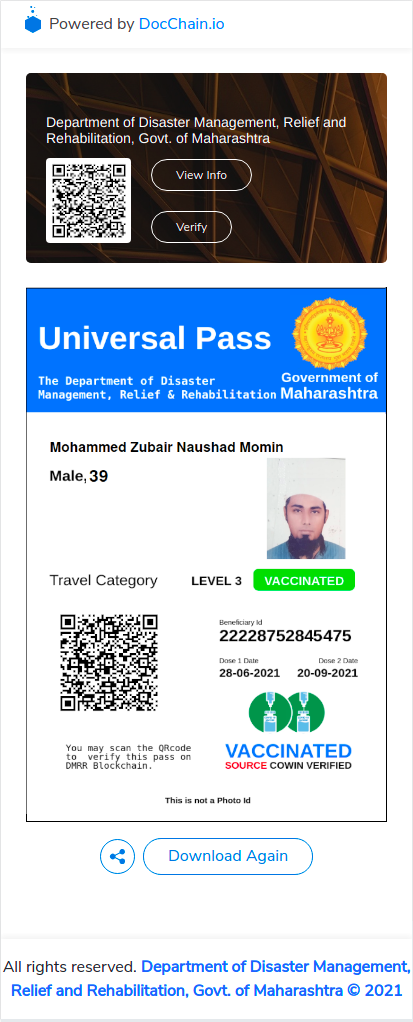 Powered by DocChain.io
Department of Disaster Management, Relief and
Rehabilitation, Govt. of Maharashtra
View Info
Verify
Universal Pass
The Department of Disaster
Management, Relief & Rehabilitation
Government of
Maharashtra
Mohammed Zubair Naushad Momin
Male, 39
Travel Category
LEVEL 3
VACCINATED
Beneficiary Id
22228752845475
Dose 1 Date
Dose 2 Date
28-06-2021
20-09-2021
You may scan the QRcode
to verify this pass on
DMRR Blockchain.
VACCINATED
SOURCE COWIN VERIFIED
This is not a Photo Id
Download Again
All rights reserved. Department of Disaster Management,
Relief and Rehabilitation, Govt. of Maharashtra © 2021